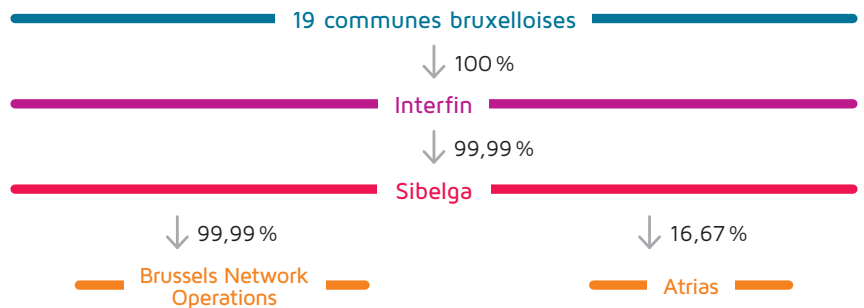 19 communes bruxelloises
100 %
Interfin
99,99 %
Sibelga
99,99 %
16,67 %
Brussels Network
Operations
Atrias